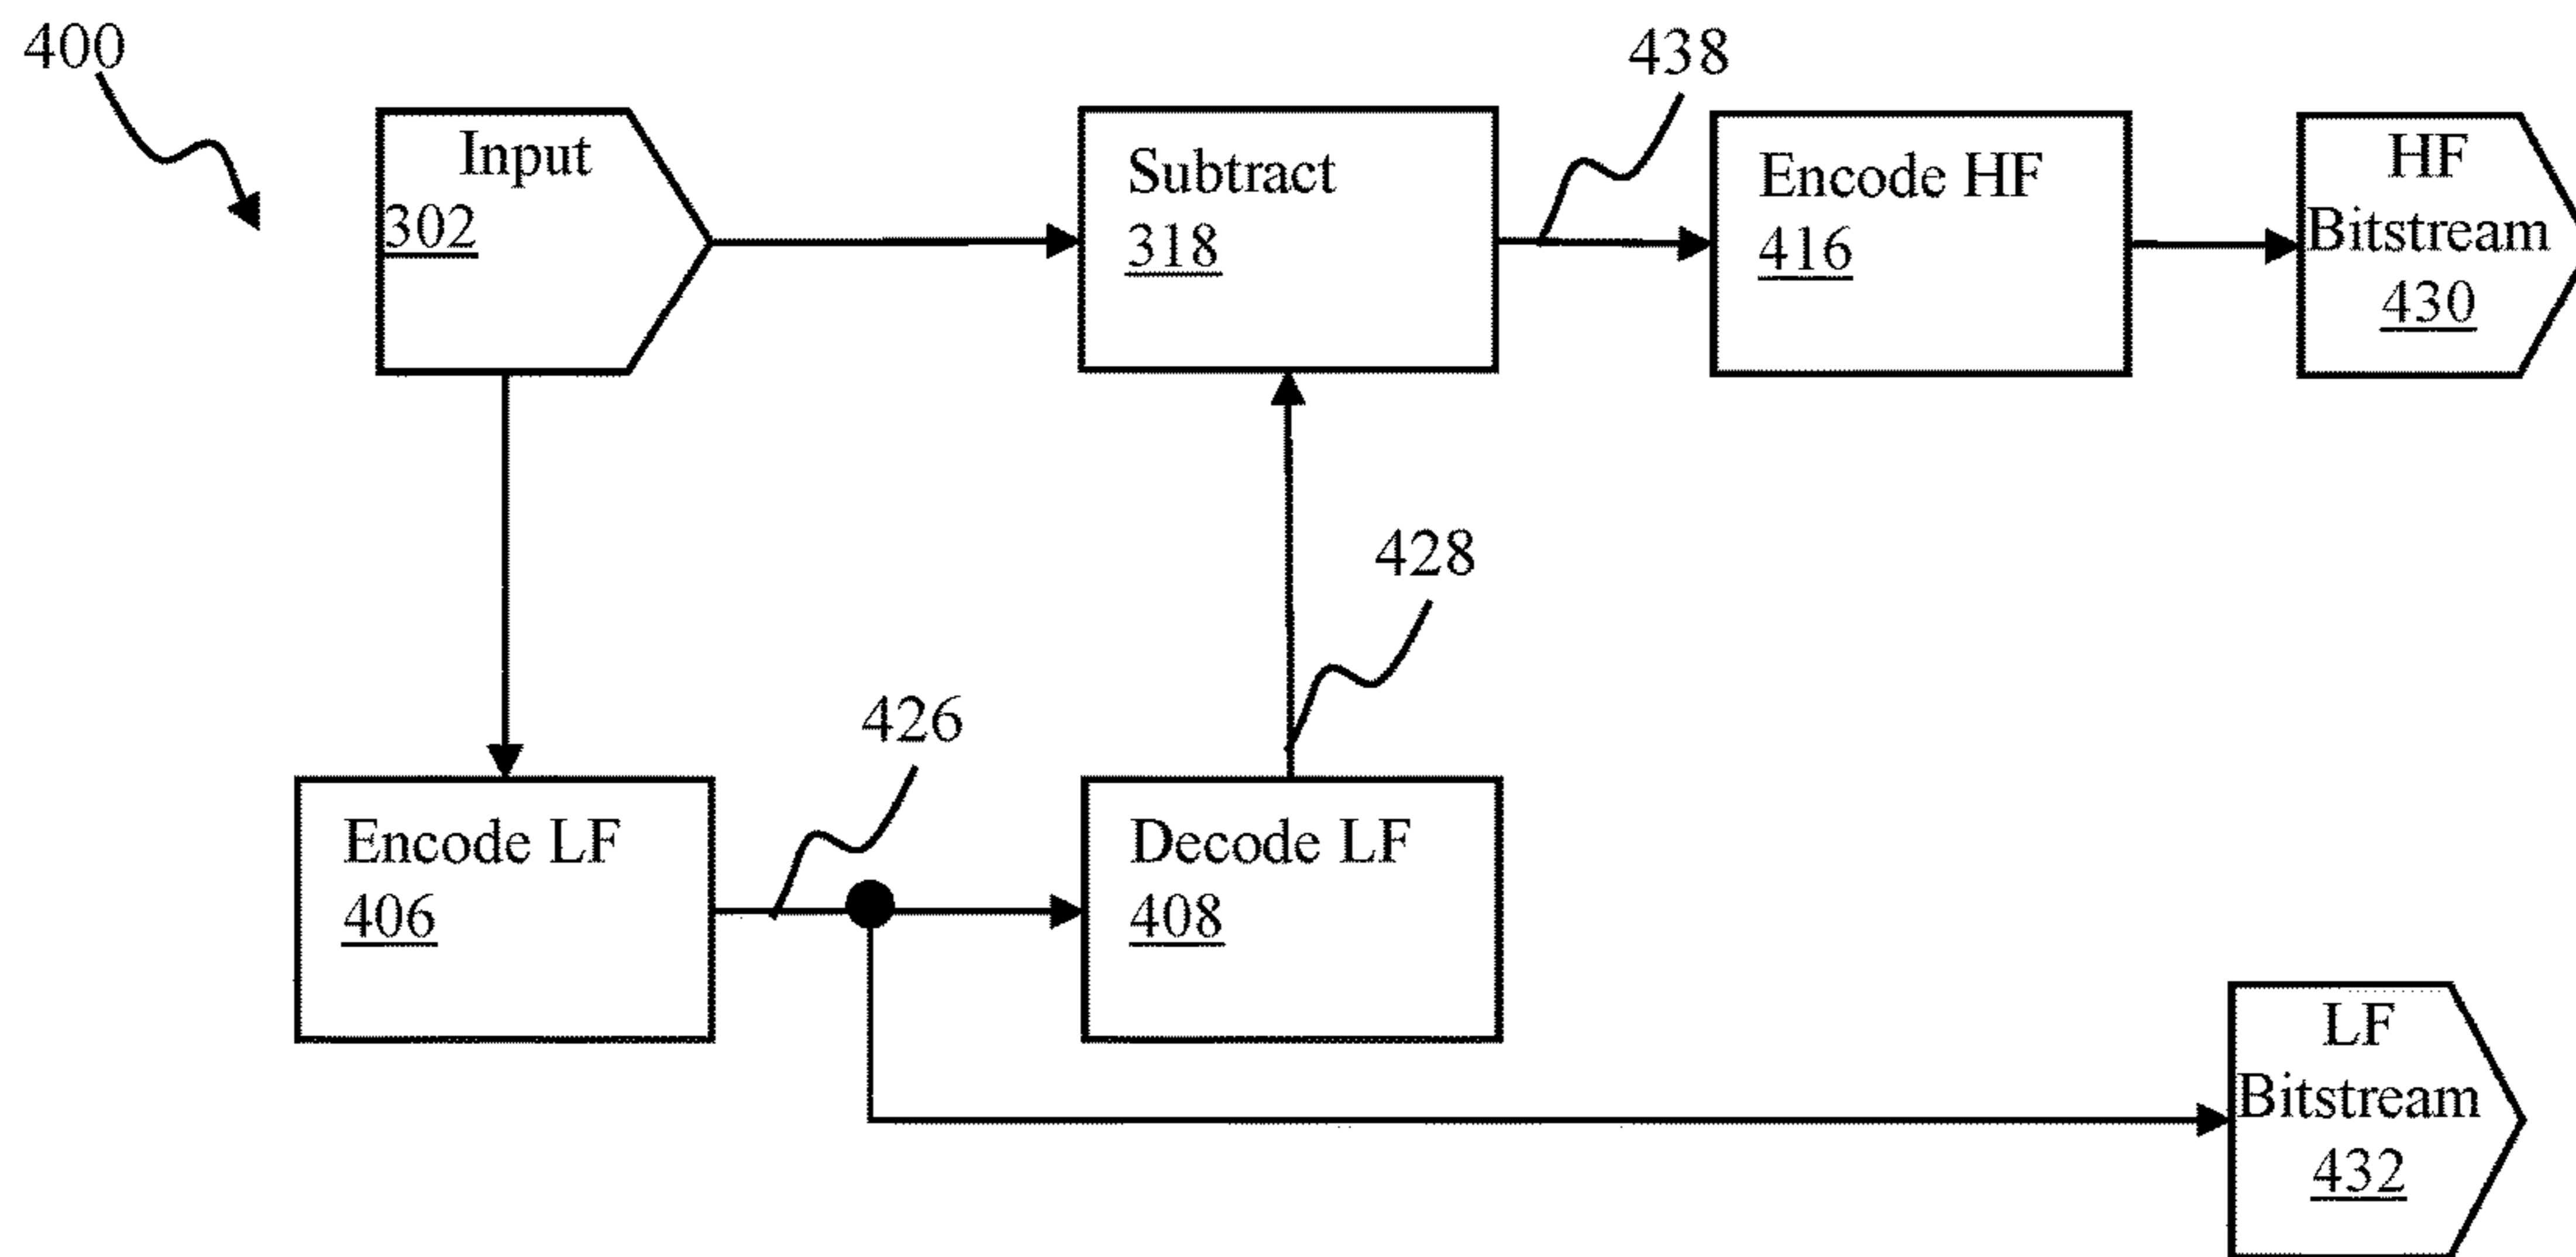 400
438
Input
302
Subtract
318
Encode HF
416
HF
Bitstream
430
428
426
Encode LF
406
Decode LF
408
LF
Bitstream
432